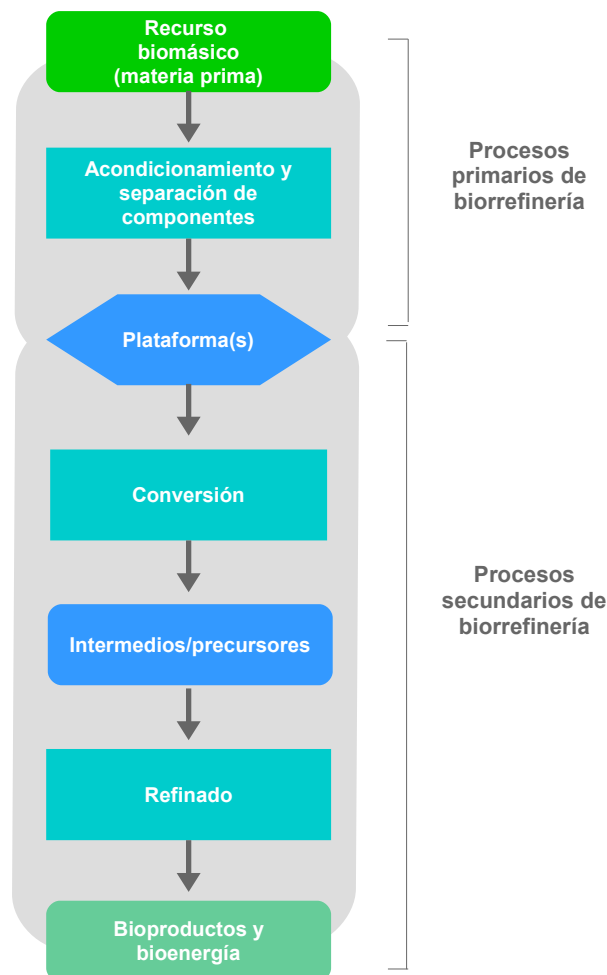 Recurso
biomásico
(materia prima)
Acondicionamiento y
separación de
componentes
Procesos
primarios de
biorrefinería
Plataforma(s)
Conversión
Procesos
secundarios de
biorrefinería
Intermedios/precursores
Refinado
Bioproductos y
bioenergía